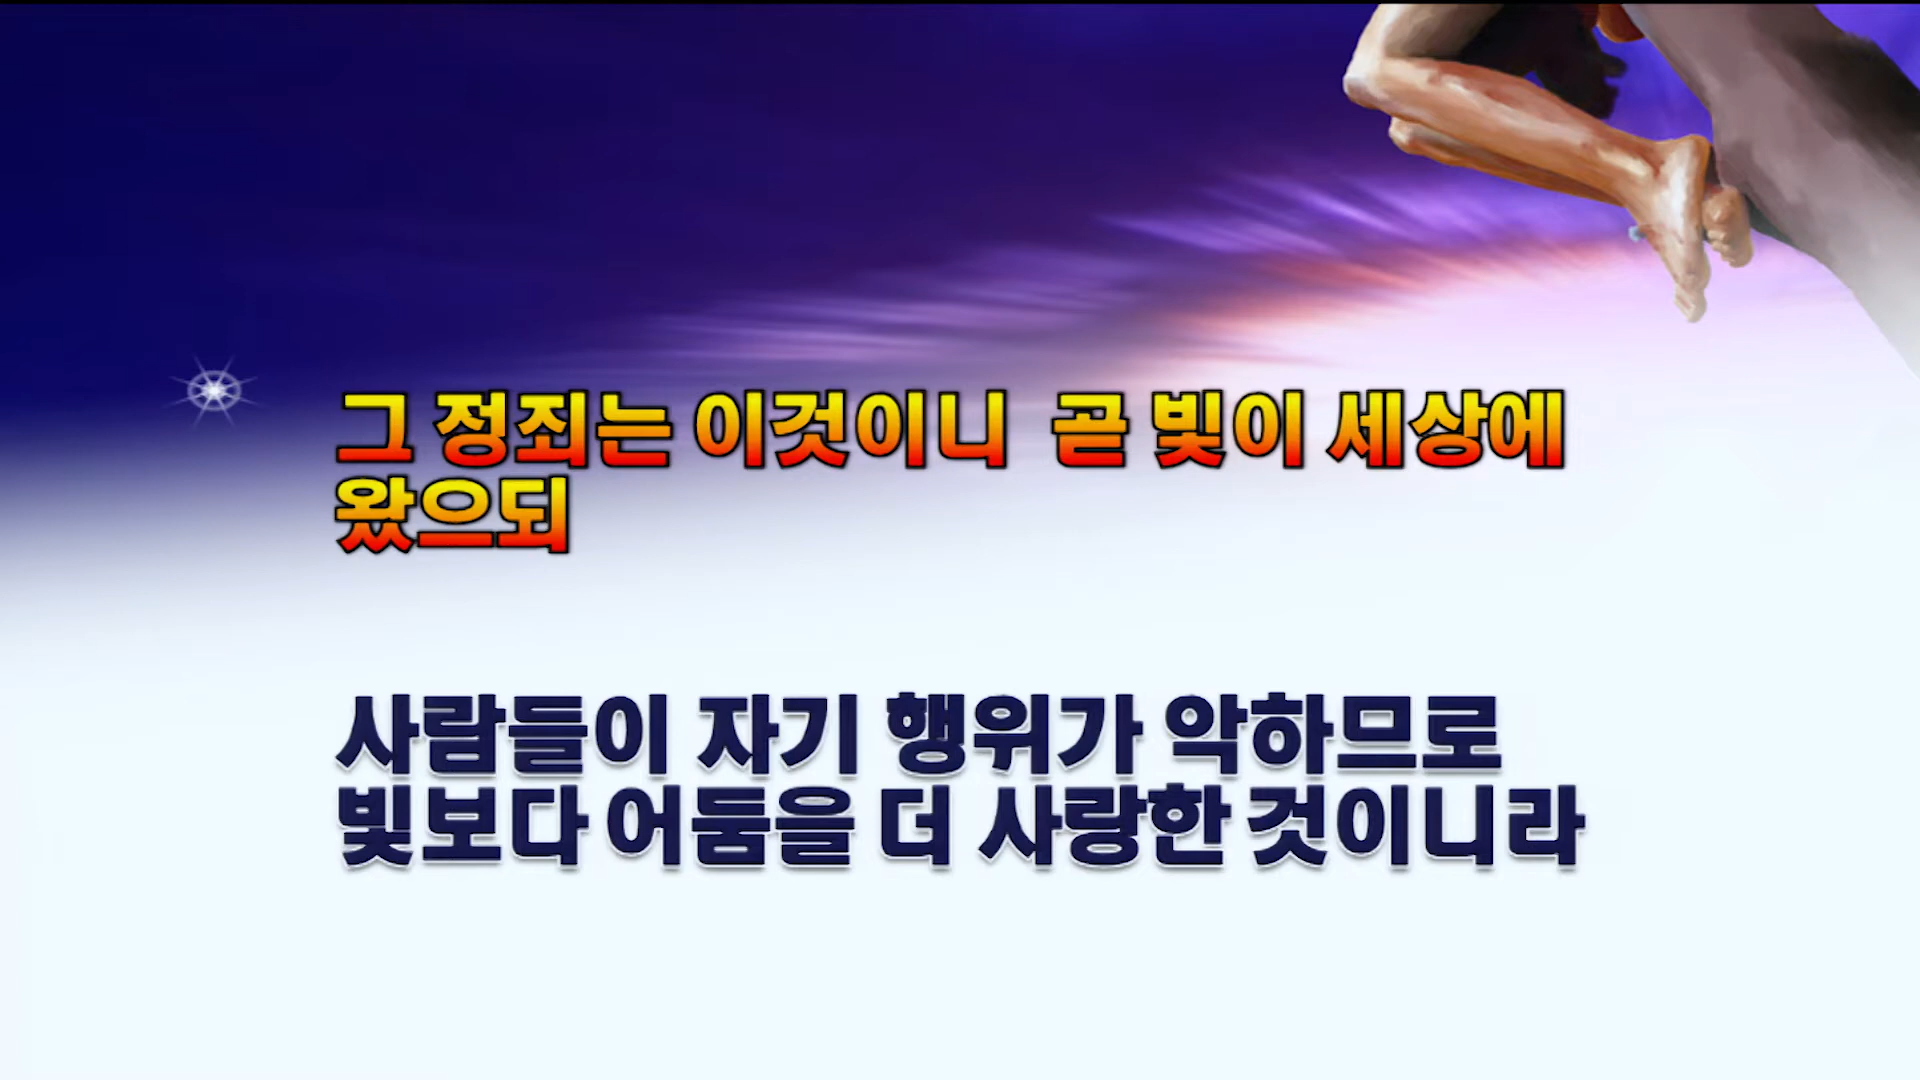 그 정죄는 이것이니 곧 빛이 세상에
왔으되
사람들이 자기 행위가 악하므로
빛보다 어둠을 더 사랑한 것이니라